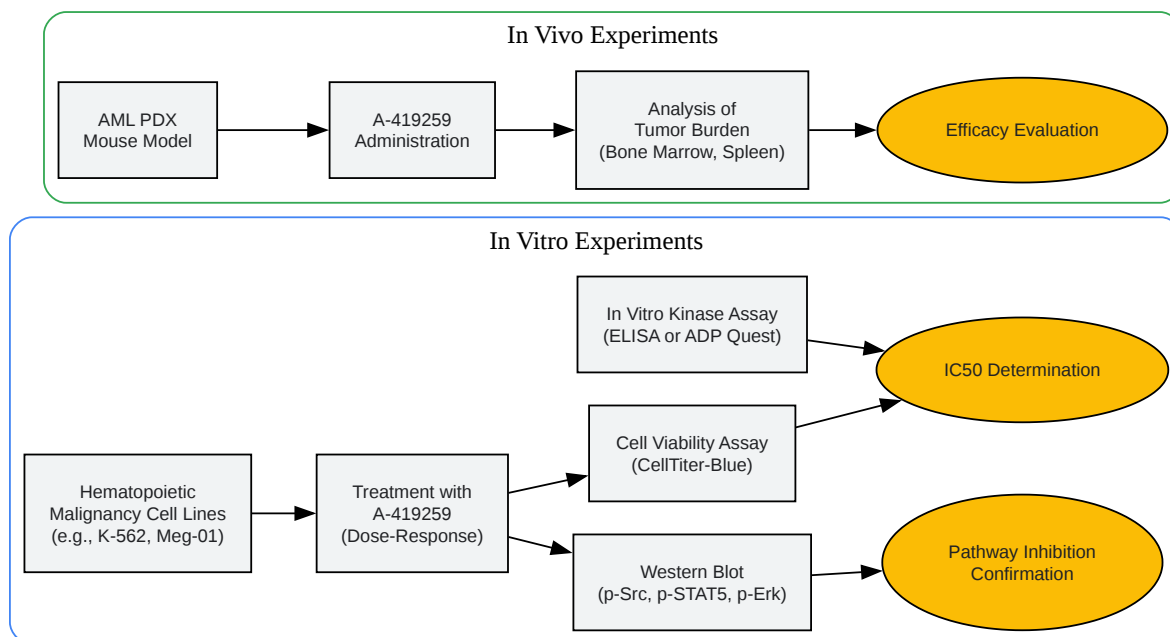 In Vivo Experiments
AML PDX
Mouse Model
A-419259
Administration
Analysis of
Tumor Burden
(Bone Marrow, Spleen)
Efficacy Evaluation
In Vitro Experiments
In Vitro Kinase Assay
(ELISA or ADP Quest)
IC50 Determination
Cell Viability Assay
(CellTiter-Blue)
Hematopoietic
Malignancy Cell Lines
(e.g., K-562, Meg-01)
Treatment with
A-419259
(Dose-Response)
Western Blot
(p-Src, p-STAT5, p-Erk)
Pathway Inhibition
Confirmation